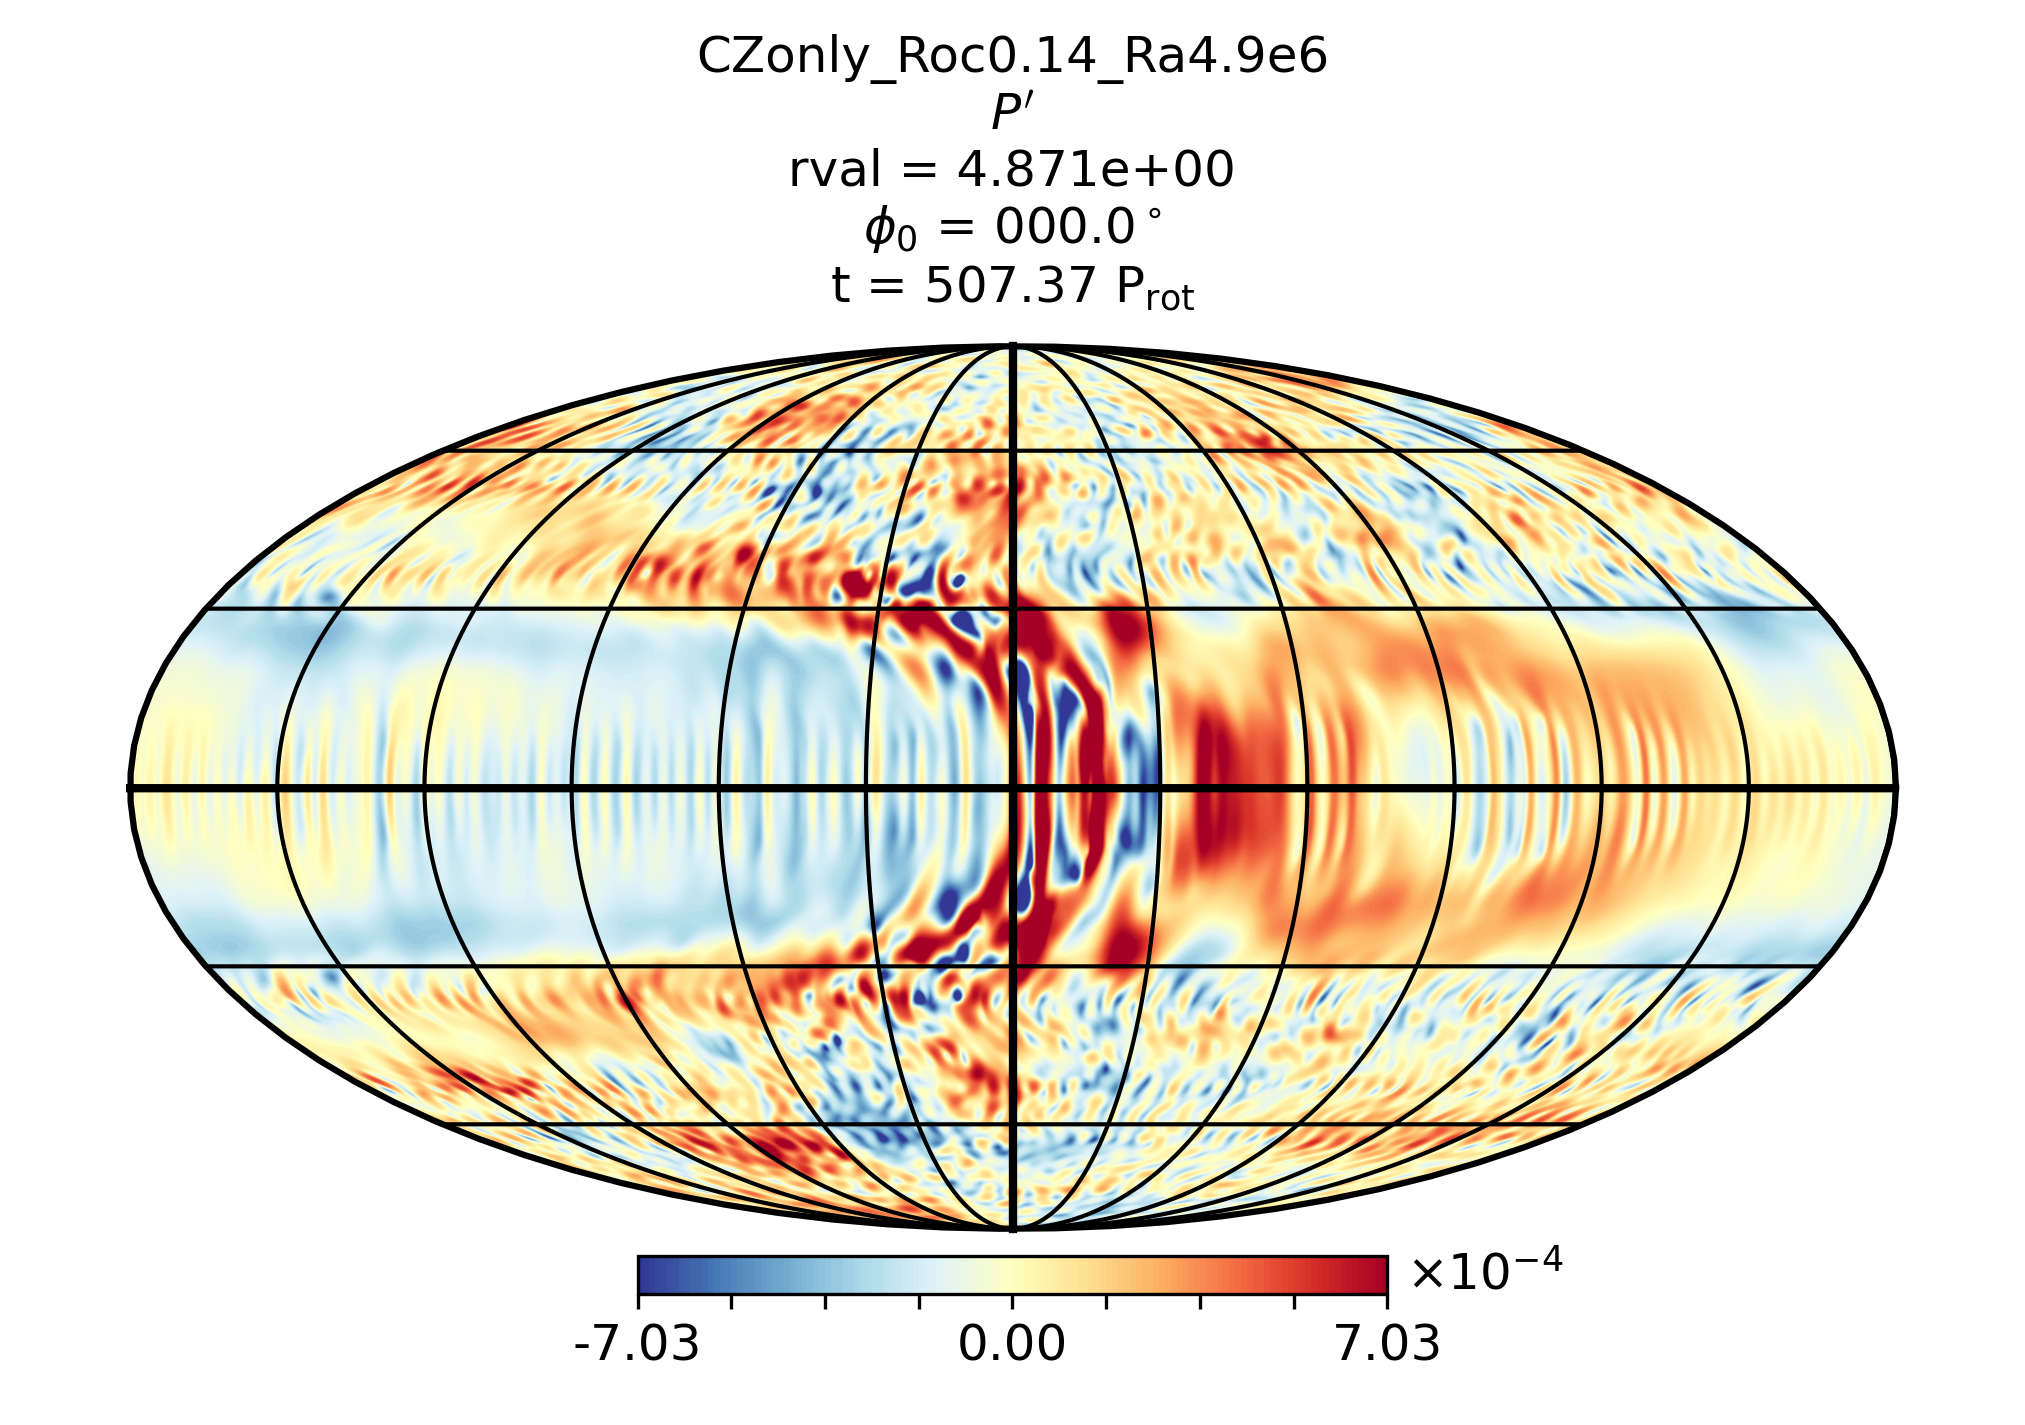 CZonly_Roc0.14_Ra4.9e6
P′
rval = 4.871e+00
ϕ₀ = 000.0°
t = 507.37 P_rot
×10⁻⁴
-7.03 0.00 7.03